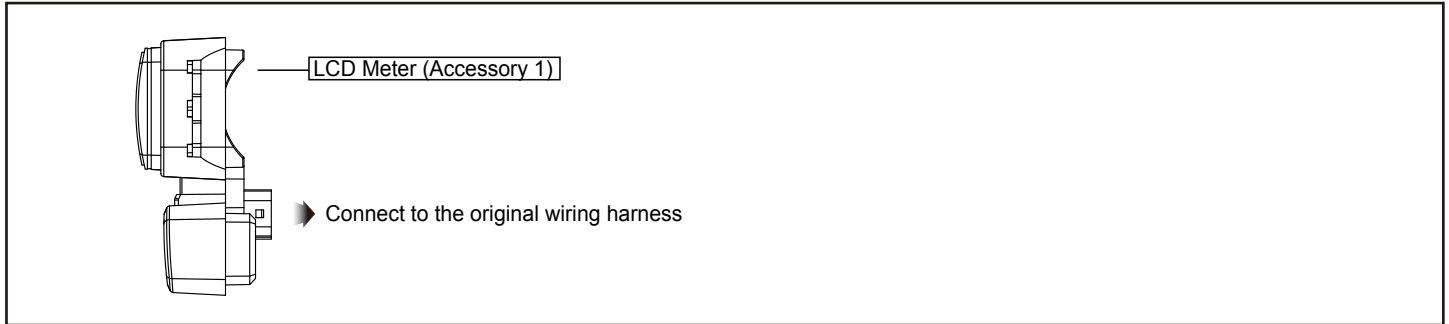 LCD Meter (Accessory 1)
Connect to the original wiring harness